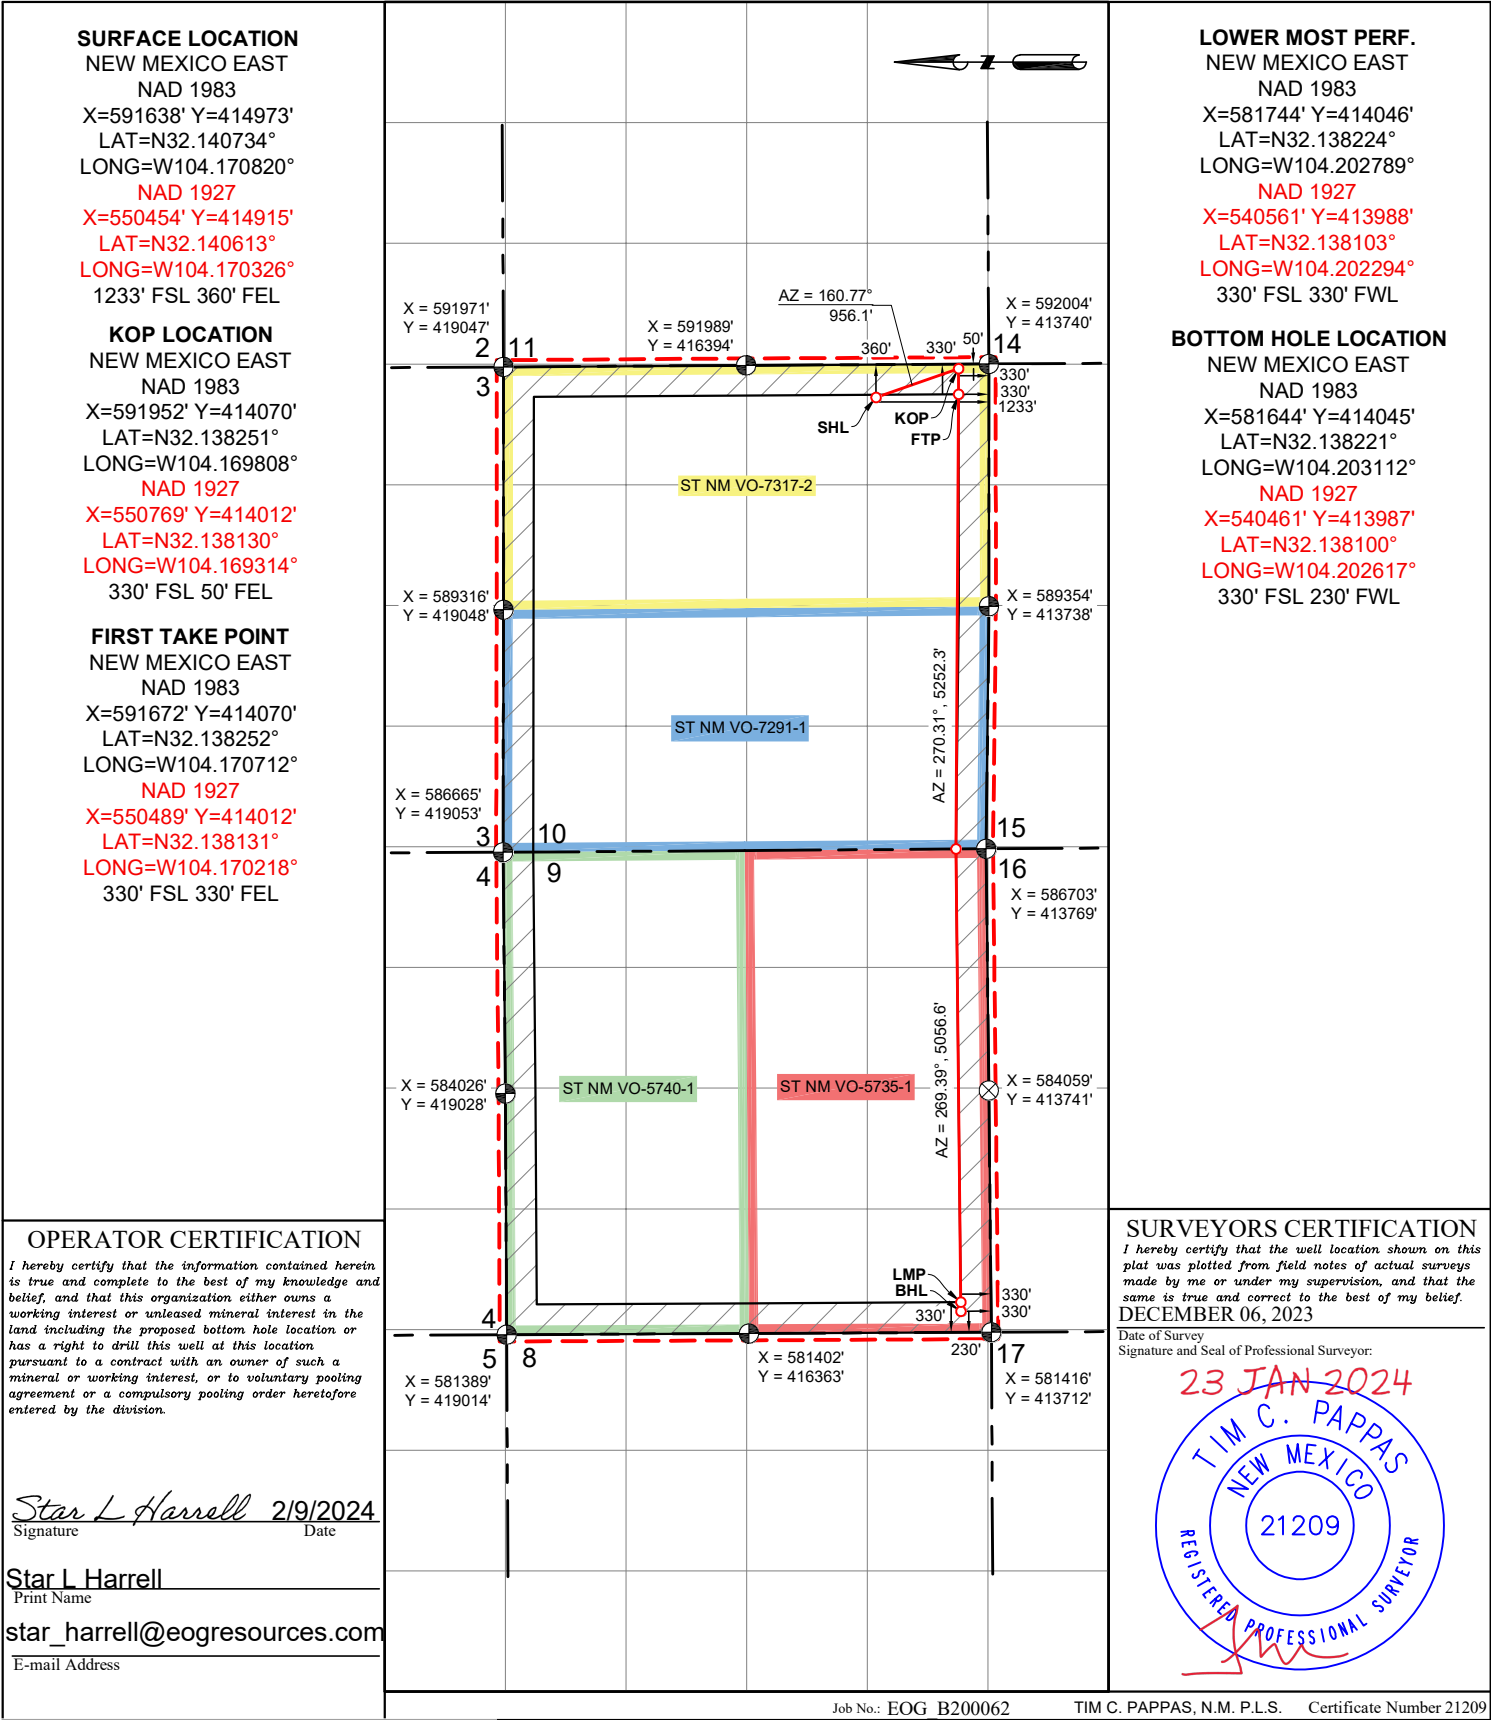 SURFACE LOCATION
NEW MEXICO EAST
NAD 1983
X=591638' Y=414973'
LAT=N32.140734°
LONG=W104.170820°
NAD 1927
X=550454' Y=414915'
LAT=N32.140613°
LONG=W104.170326°
1233' FSL 360' FEL
KOP LOCATION
NEW MEXICO EAST
NAD 1983
X=591952' Y=414070'
LAT=N32.138251°
LONG=W104.169808°
NAD 1927
X=550769' Y=414012'
LAT=N32.138130°
LONG=W104.169314°
330' FSL 50' FEL
FIRST TAKE POINT
NEW MEXICO EAST
NAD 1983
X=591672' Y=414070'
LAT=N32.138252°
LONG=W104.170712°
NAD 1927
X=550489' Y=414012'
LAT=N32.138131°
LONG=W104.170218°
330' FSL 330' FEL
Z
X = 591971'
Y = 419047'
X = 591989'
Y = 416394'
AZ = 160.77°
956.1'
X = 592004'
Y = 413740'
2 11
3
360'
330'
50'
14
330'
330'
1233'
SHL
KOP
FTP
ST NM VO-7317-2
X = 589316'
Y = 419048'
X = 589354'
Y = 413738'
AZ = 270.31°, 5252.3'
ST NM VO-7291-1
X = 586665'
Y = 419053'
3 10
4 9
15
16
X = 586703'
Y = 413769'
AZ = 269.39°, 5056.6'
X = 584026'
Y = 419028'
ST NM VO-5740-1
ST NM VO-5735-1
X = 584059'
Y = 413741'
LMP
BHL
330'
330'
330'
230'
4
5 8
17
X = 581389'
Y = 419014'
X = 581402'
Y = 416363'
X = 581416'
Y = 413712'
LOWER MOST PERF.
NEW MEXICO EAST
NAD 1983
X=581744' Y=414046'
LAT=N32.138224°
LONG=W104.202789°
NAD 1927
X=540561' Y=413988'
LAT=N32.138103°
LONG=W104.202294°
330' FSL 330' FWL
BOTTOM HOLE LOCATION
NEW MEXICO EAST
NAD 1983
X=581644' Y=414045'
LAT=N32.138221°
LONG=W104.203112°
NAD 1927
X=540461' Y=413987'
LAT=N32.138100°
LONG=W104.202617°
330' FSL 230' FWL
OPERATOR CERTIFICATION
I hereby certify that the information contained herein
is true and complete to the best of my knowledge and
belief, and that this organization either owns a
working interest or unleased mineral interest in the
land including the proposed bottom hole location or
has a right to drill this well at this location
pursuant to a contract with an owner of such a
mineral or working interest, or to voluntary pooling
agreement or a compulsory pooling order heretofore
entered by the division.
Star L Harrell 2/9/2024
Signature Date
Star L Harrell
Print Name
star_harrell@eogresources.com
E-mail Address
SURVEYORS CERTIFICATION
I hereby certify that the well location shown on this
plat was plotted from field notes of actual surveys
made by me or under my supervision, and that the
same is true and correct to the best of my belief.
DECEMBER 06, 2023
Date of Survey
Signature and Seal of Professional Surveyor:
23 JAN 2024
TIM C. PAPPAS
NEW MEXICO
21209
REGISTERED PROFESSIONAL SURVEYOR
Job No.: EOG_B200062
TIM C. PAPPAS, N.M. P.L.S.
Certificate Number 21209